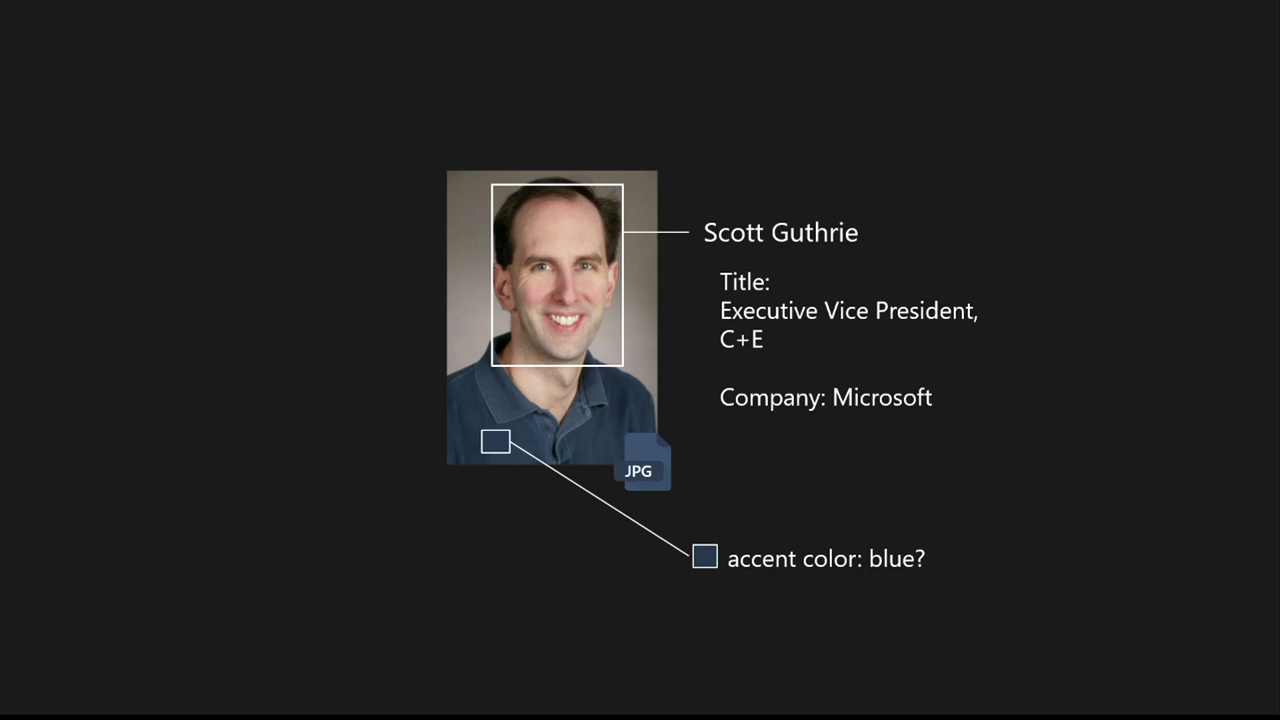 Scott Guthrie
Title:
Executive Vice President,
C+E
Company: Microsoft
JPG
accent color: blue?